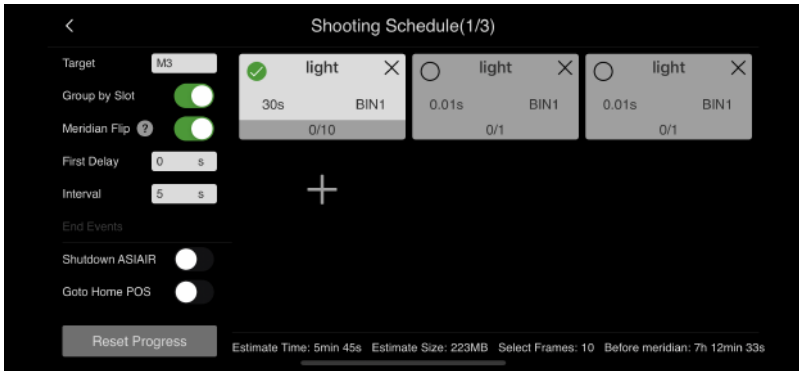 Shooting Schedule(1/3)
Target M3
Group by Slot
Meridian Flip ?
First Delay 0 s
Interval 5 s
End Events
Shutdown ASIAIR
Goto Home POS
Reset Progress
light
30s BIN1
0/10
light
0.01s BIN1
0/1
light
0.01s BIN1
0/1
Estimate Time: 5min 45s Estimate Size: 223MB Select Frames: 10 Before meridian: 7h 12min 33s